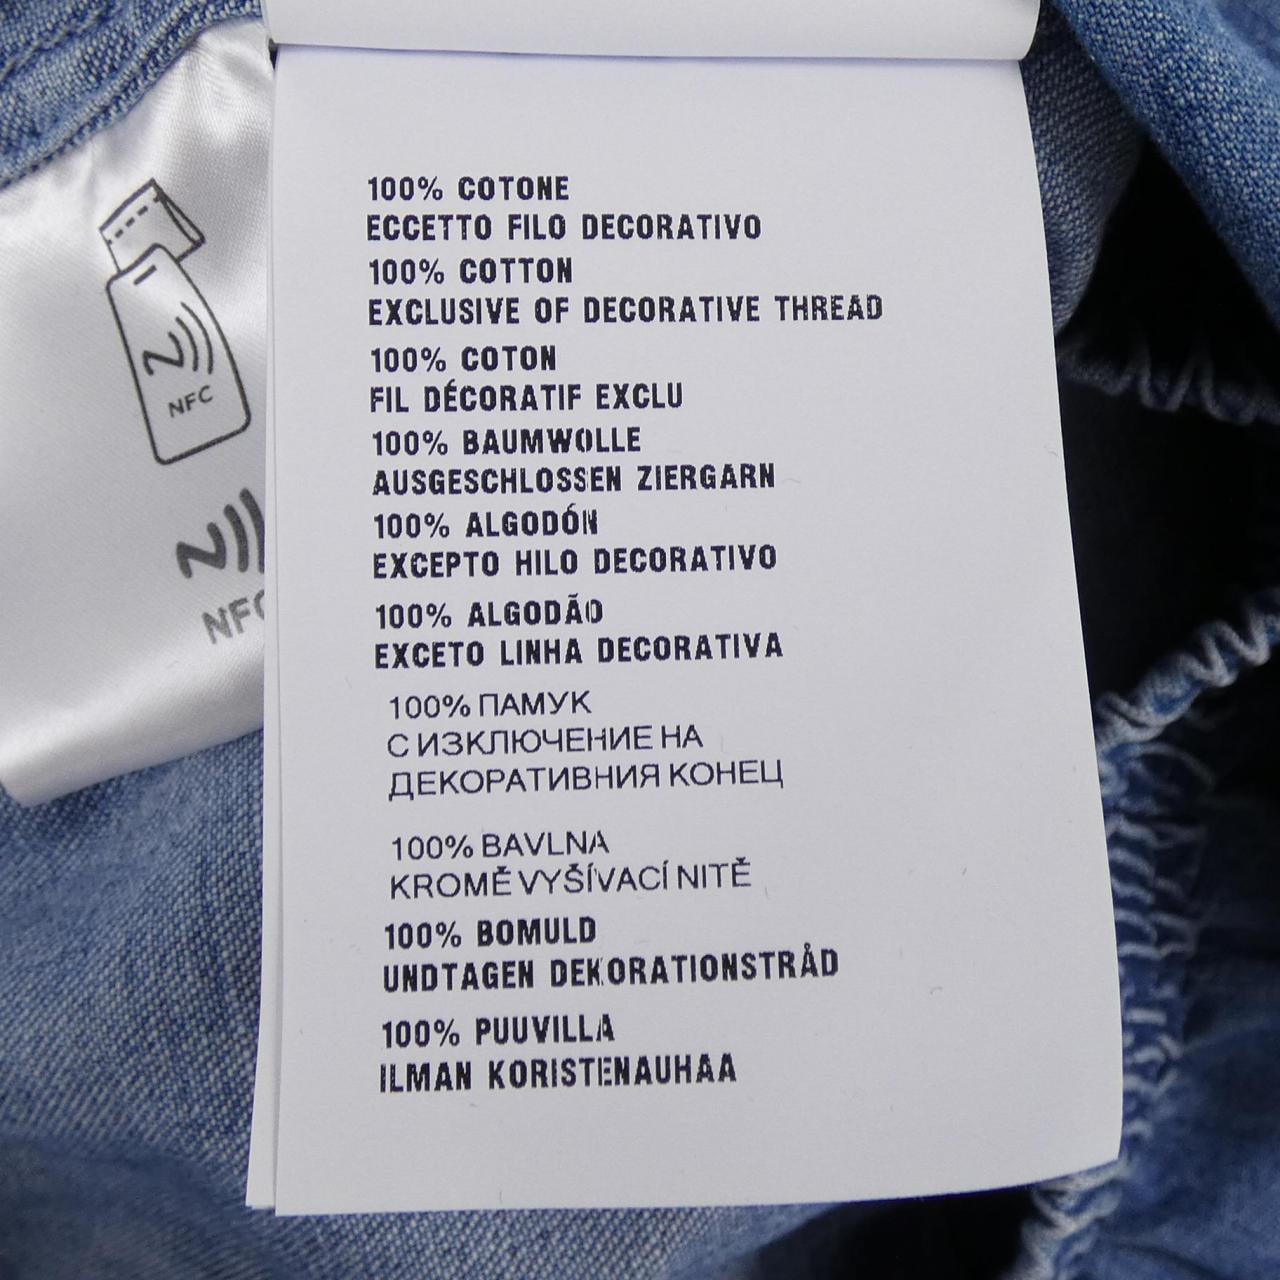 100% COTONE
ECCETTO FILO DECORATIVO
100% COTTON
EXCLUSIVE OF DECORATIVE THREAD
100% COTON
FIL DÉCORATIF EXCLU
100% BAUMWOLLE
AUSGESCHLOSSEN ZIERGARN
100% ALGODÓN
EXCEPTO HILO DECORATIVO
100% ALGODÃO
EXCETO LINHA DECORATIVA
100% ПАМУК
С ИЗКЛЮЧЕНИЕ НА
ДЕКОРАТИВНИЯ КОНЕЦ
100% BAVLNA
KROMĚ VYŠÍVACÍ NITĚ
100% BOMULD
UNDTAGEN DEKORATIONSTRÅD
100% PUUVILLA
ILMAN KORISTENAUHAA
NFC
NFC